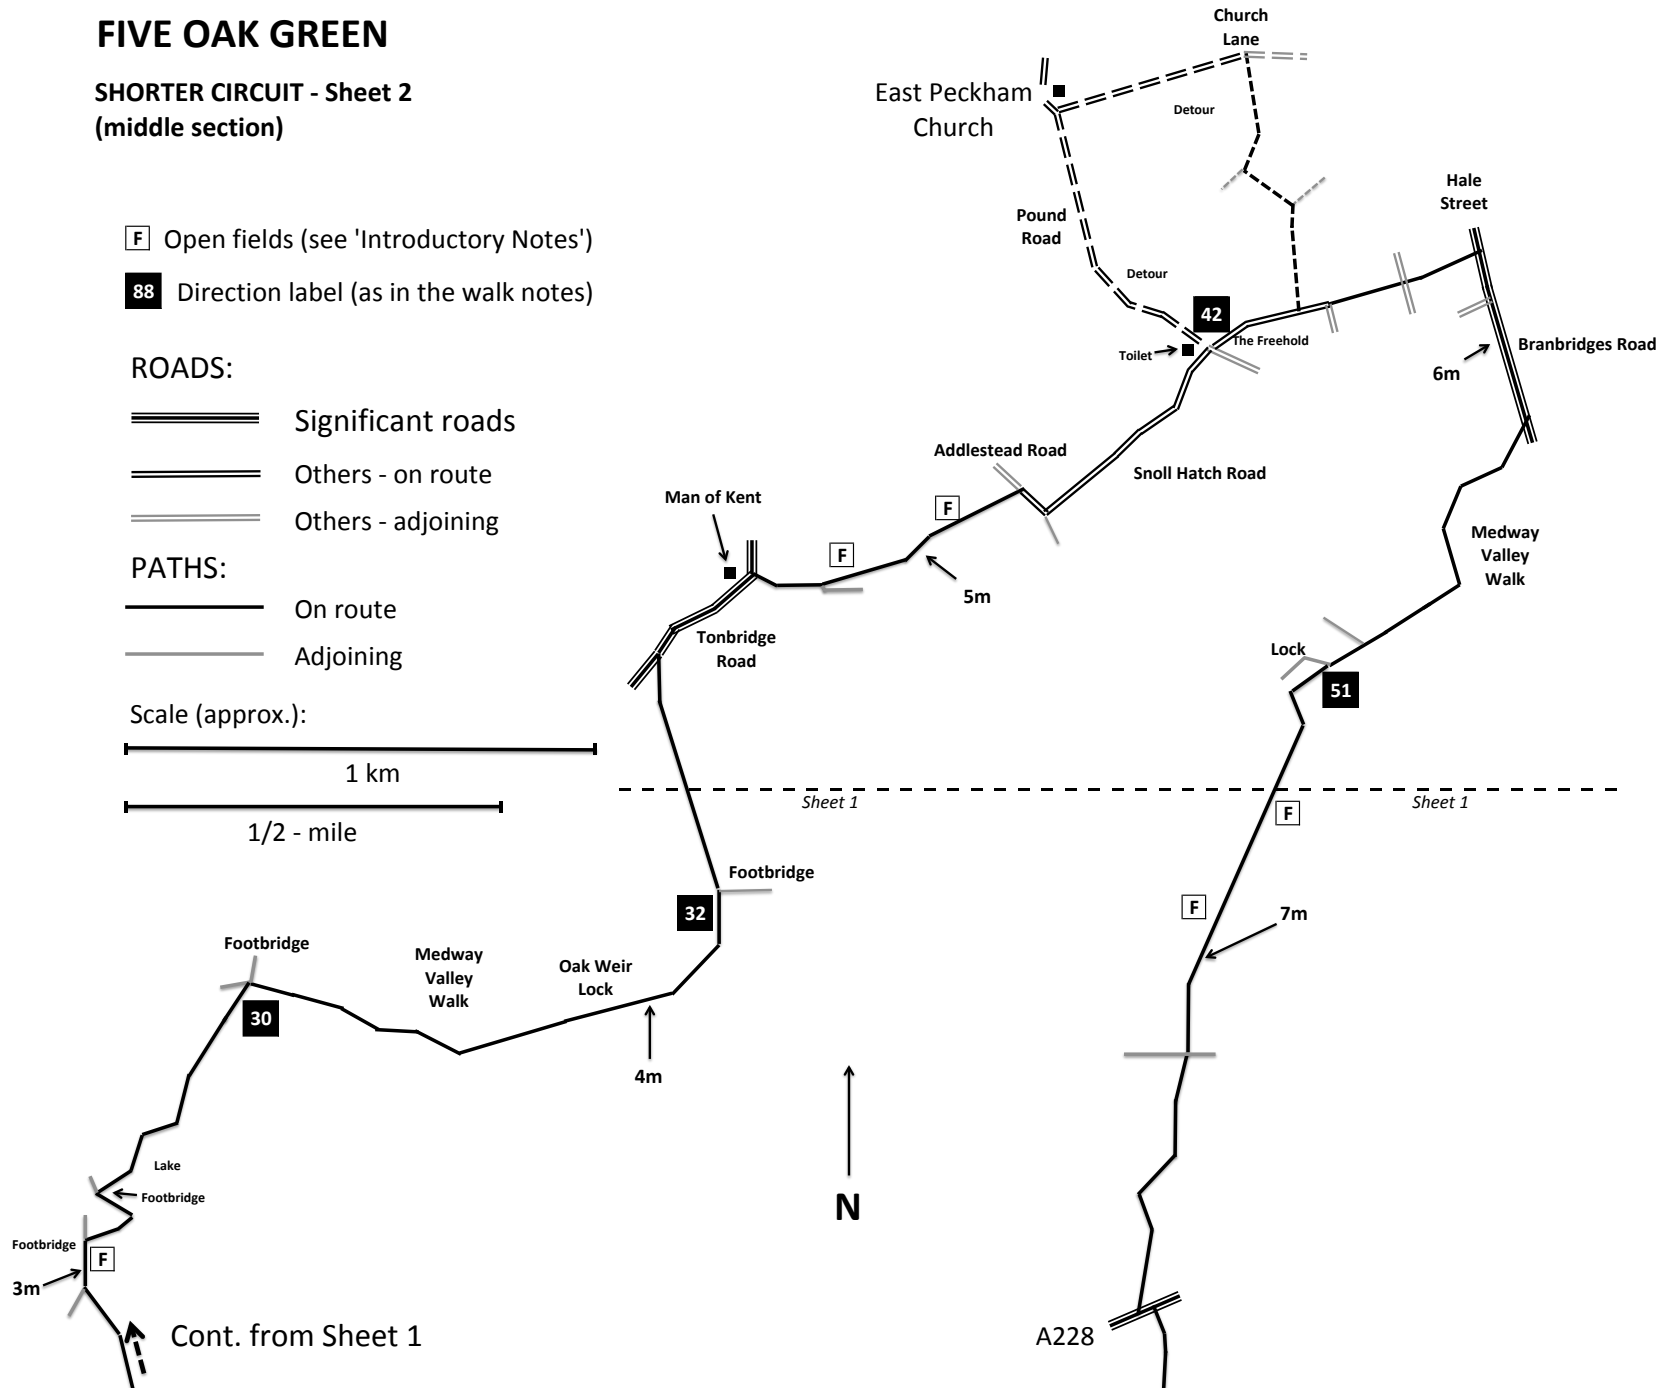 FIVE OAK GREEN
SHORTER CIRCUIT - Sheet 2
(middle section)
F Open fields (see 'Introductory Notes')
88 Direction label (as in the walk notes)
ROADS:
Significant roads
Others - on route
Others - adjoining
PATHS:
On route
Adjoining
Scale (approx.):
1 km
1/2 - mile
Church
Lane
East Peckham
Church
Detour
Pound
Road
Detour
Hale
Street
42
The Freehold
Toilet
Branbridges Road
6m
Addlestead Road
Snoll Hatch Road
Man of Kent
F
F
5m
Medway
Valley
Walk
Tonbridge
Road
Lock
51
Sheet 1
Sheet 1
F
Footbridge
32
F
7m
Footbridge
30
Medway
Valley
Walk
Oak Weir
Lock
4m
Lake
Footbridge
N
Footbridge
F
3m
Cont. from Sheet 1
A228